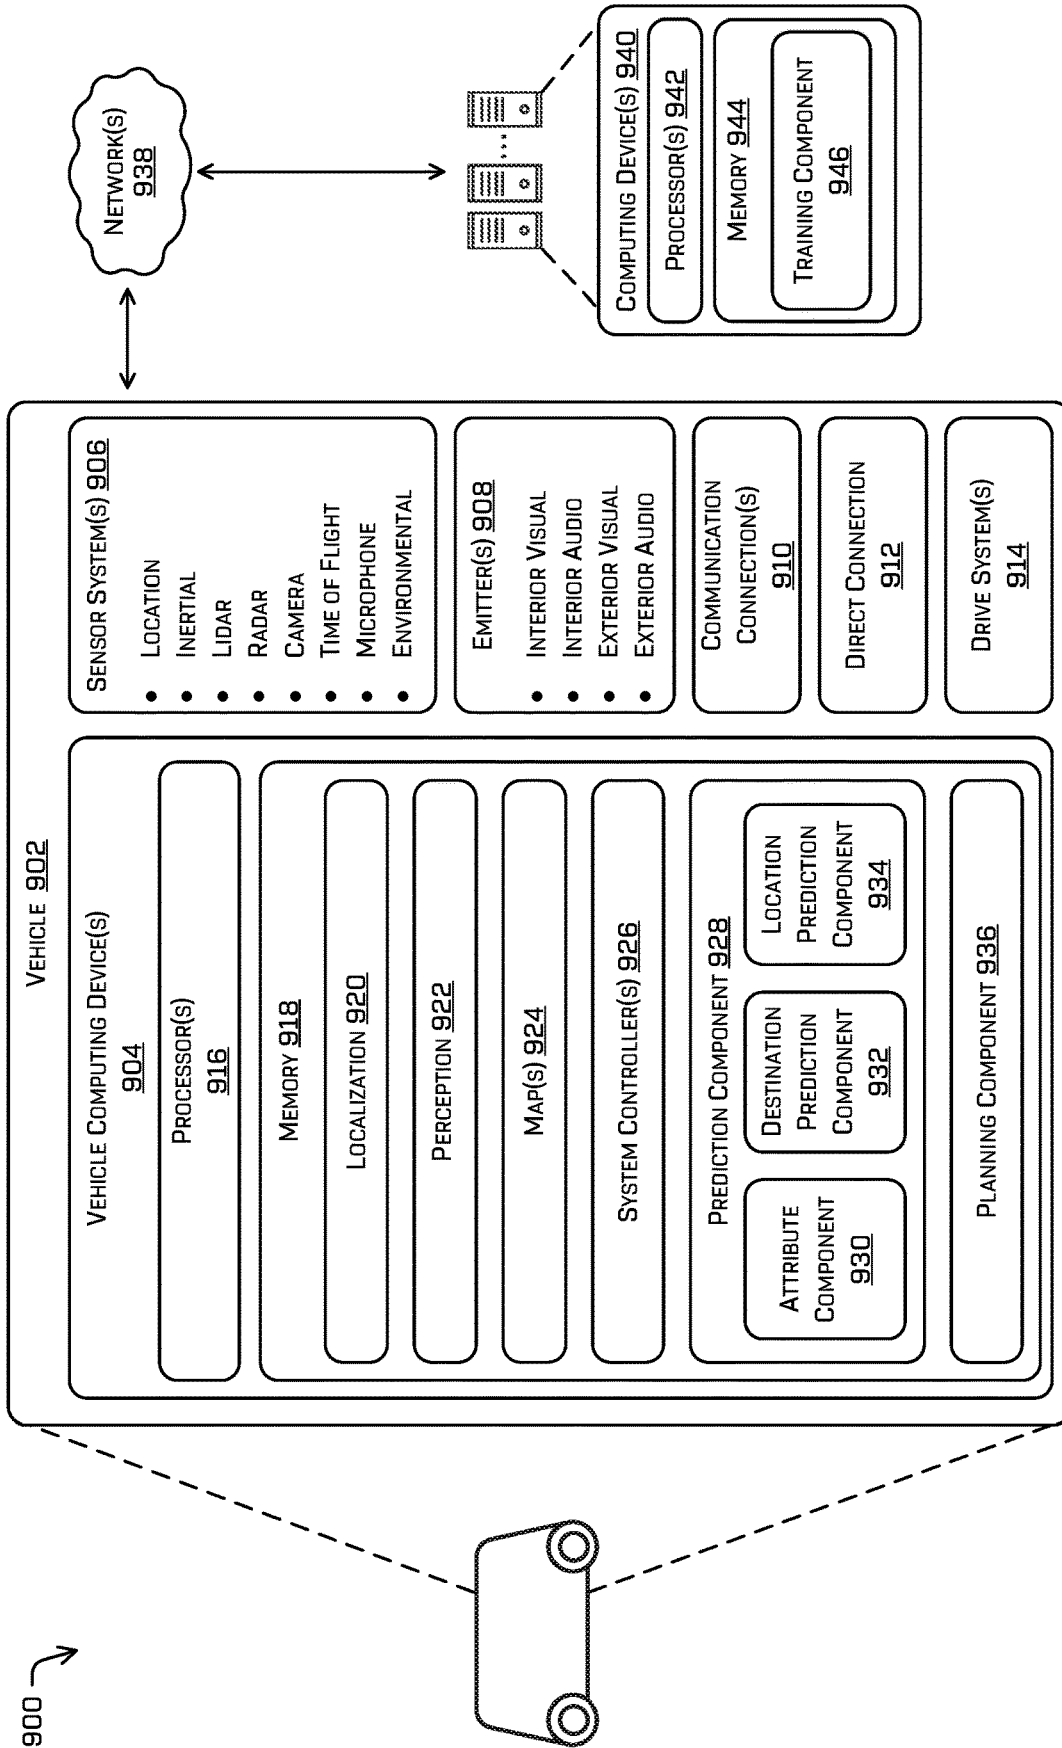 900
VEHICLE 902
VEHICLE COMPUTING DEVICE(S)
904
PROCESSOR(S)
916
MEMORY 918
LOCALIZATION 920
PERCEPTION 922
MAP(S) 924
SYSTEM CONTROLLER(S) 926
PREDICTION COMPONENT 928
ATTRIBUTE
COMPONENT
930
DESTINATION
PREDICTION
COMPONENT
932
LOCATION
PREDICTION
COMPONENT
934
PLANNING COMPONENT 936
SENSOR SYSTEM(S) 906
• LOCATION
• INERTIAL
• LIDAR
• RADAR
• CAMERA
• TIME OF FLIGHT
• MICROPHONE
• ENVIRONMENTAL
EMITTER(S) 908
• INTERIOR VISUAL
• INTERIOR AUDIO
• EXTERIOR VISUAL
• EXTERIOR AUDIO
COMMUNICATION
CONNECTION(S)
910
DIRECT CONNECTION
912
DRIVE SYSTEM(S)
914
NETWORK(S)
938
...
COMPUTING DEVICE(S) 940
PROCESSOR(S) 942
MEMORY 944
TRAINING COMPONENT
946